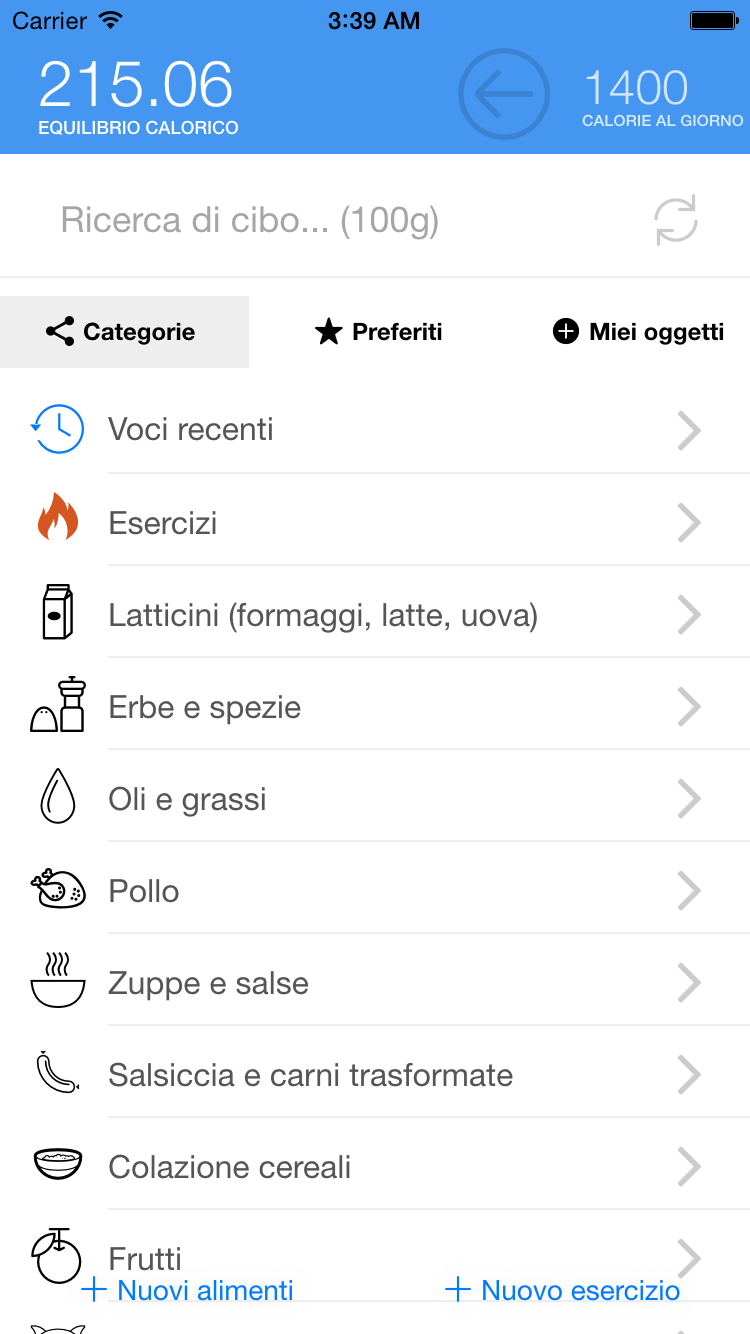 Carrier 3:39 AM
215.06
EQUILIBRIO CALORICO
1400
CALORIE AL GIORNO
Ricerca di cibo... (100g)
Categorie Preferiti Miei oggetti
Voci recenti
Esercizi
Latticini (formaggi, latte, uova)
Erbe e spezie
Oli e grassi
Pollo
Zuppe e salse
Salsiccia e carni trasformate
Colazione cereali
Frutti
Nuovi alimenti Nuovo esercizio